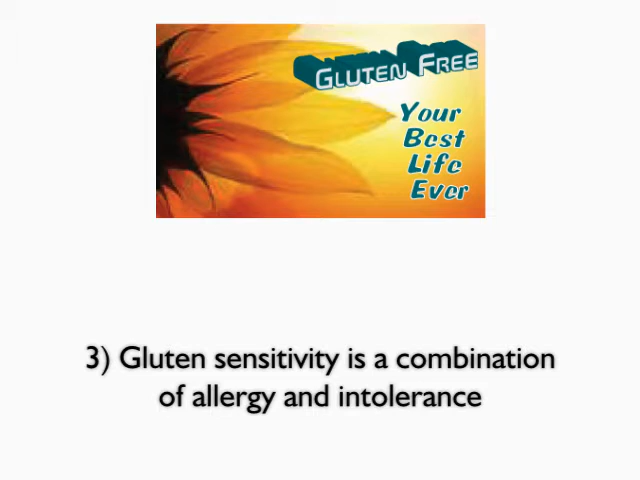 Gluten Free
Your
Best
Life
Ever
3) Gluten sensitivity is a combination
of allergy and intolerance